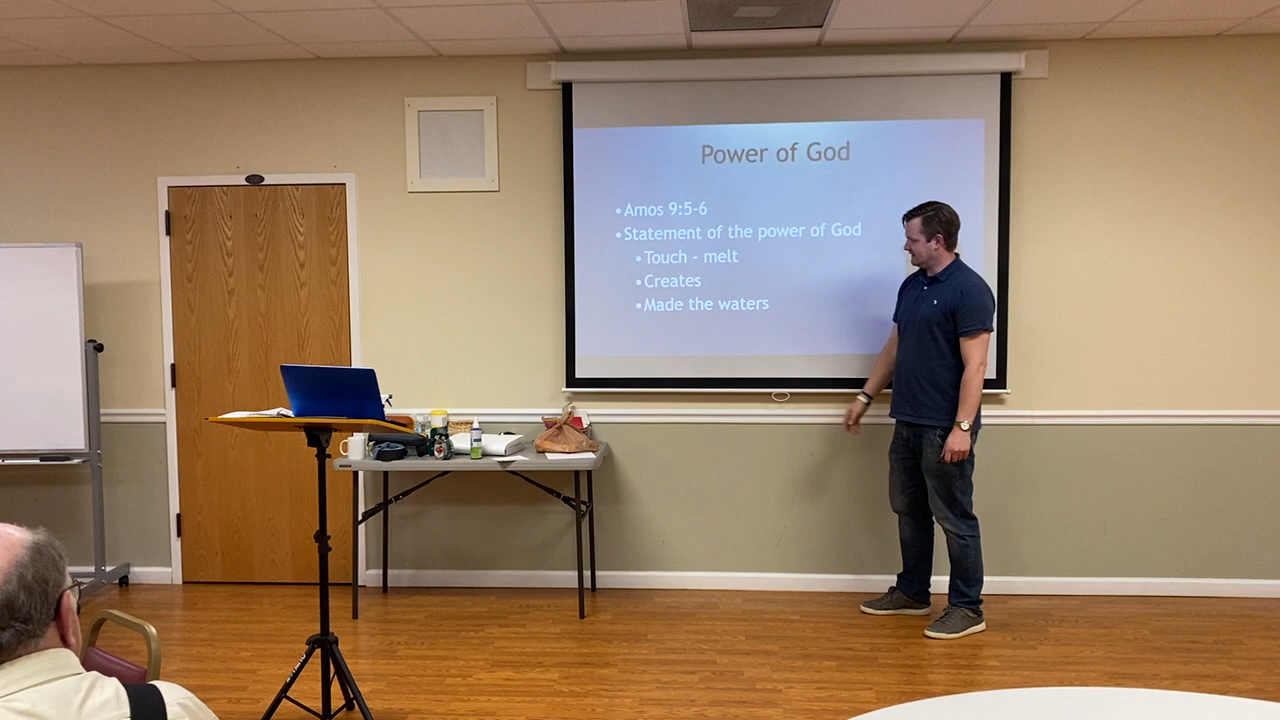 Power of God
•Amos 9:5-6
•Statement of the power of God
•Touch - melt
•Creates
•Made the waters